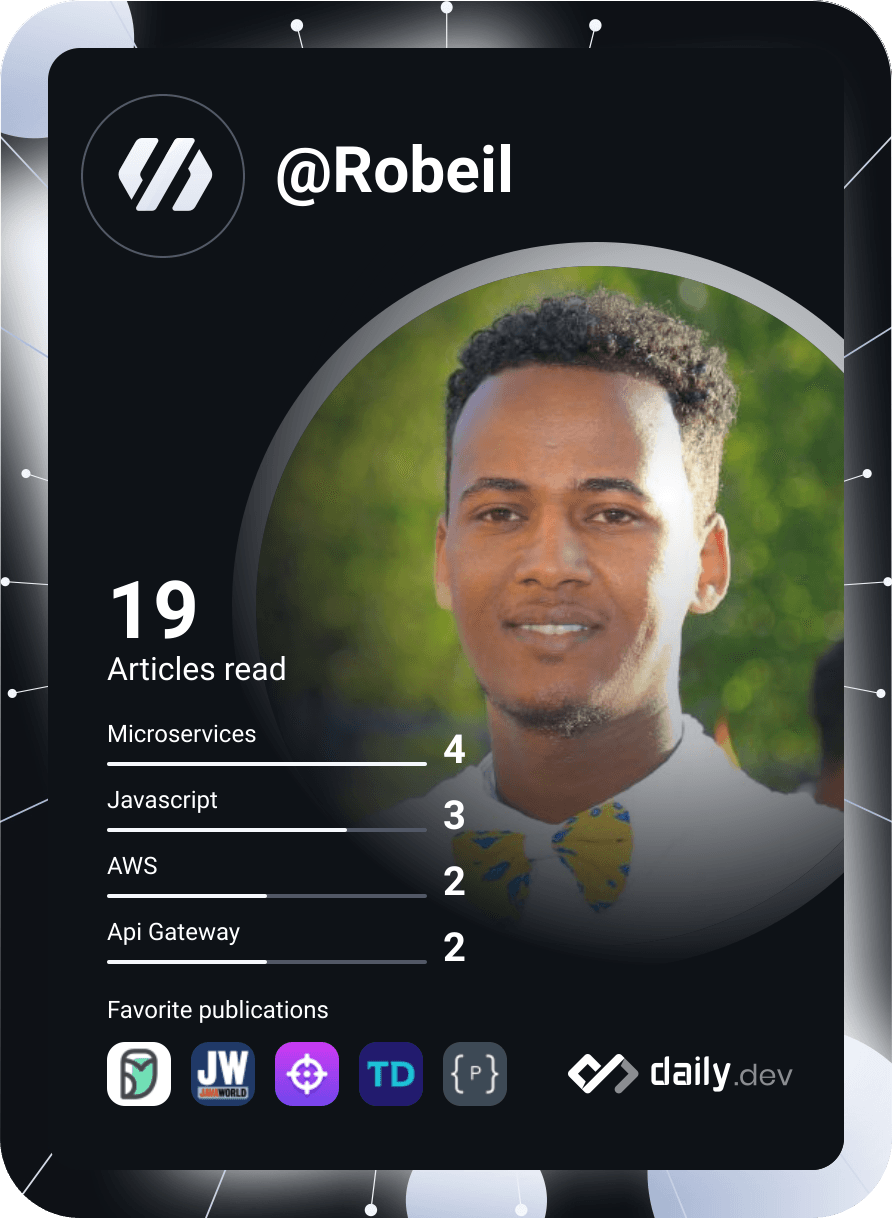 @Robeil
19
Articles read
Microservices
4
Javascript
3
AWS
2
Api Gateway
2
Favorite publications
JW
JAVAWORLD
TD
{P}
daily.dev